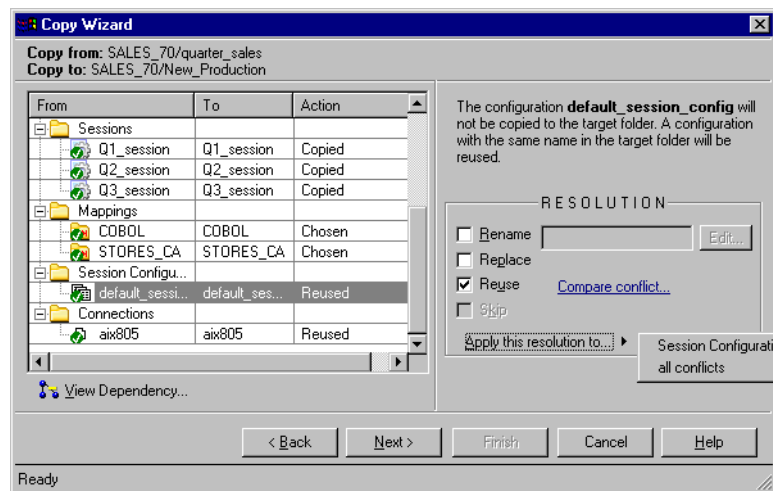 Copy Wizard
Copy from: SALES_70/quarter_sales
Copy to: SALES_70/New_Production
From To Action
Sessions
Q1_session Q1_session Copied
Q2_session Q2_session Copied
Q3_session Q3_session Copied
Mappings
COBOL COBOL Chosen
STORES_CA STORES_CA Chosen
Session Configu...
default_sessi... default_ses... Reused
Connections
aix805 aix805 Reused
View Dependency...
The configuration default_session_config will
not be copied to the target folder. A configuration
with the same name in the target folder will be
reused.
RESOLUTION
Rename Edit...
Replace
Reuse Compare conflict...
Skip
Apply this resolution to...
Session Configurati
all conflicts
< Back Next > Finish Cancel Help
Ready